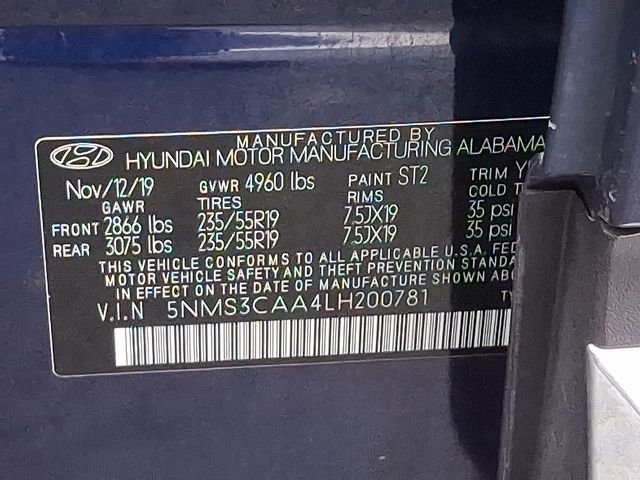 MANUFACTURED BY
HYUNDAI MOTOR MANUFACTURING ALABAMA
Nov/12/19 GVWR 4960 lbs PAINT ST2 TRIM
GAWR TIRES RIMS COLD
FRONT 2866 lbs 235/55R19 7.5JX19 35 psi
REAR 3075 lbs 235/55R19 7.5JX19 35 psi
THIS VEHICLE CONFORMS TO ALL APPLICABLE U.S.A. FED
MOTOR VEHICLE SAFETY BUMPER AND THEFT PREVENTION STANDA
IN EFFECT ON THE DATE OF MANUFACTURE SHOWN ABO
V.I.N 5NMS3CAA4LH200781